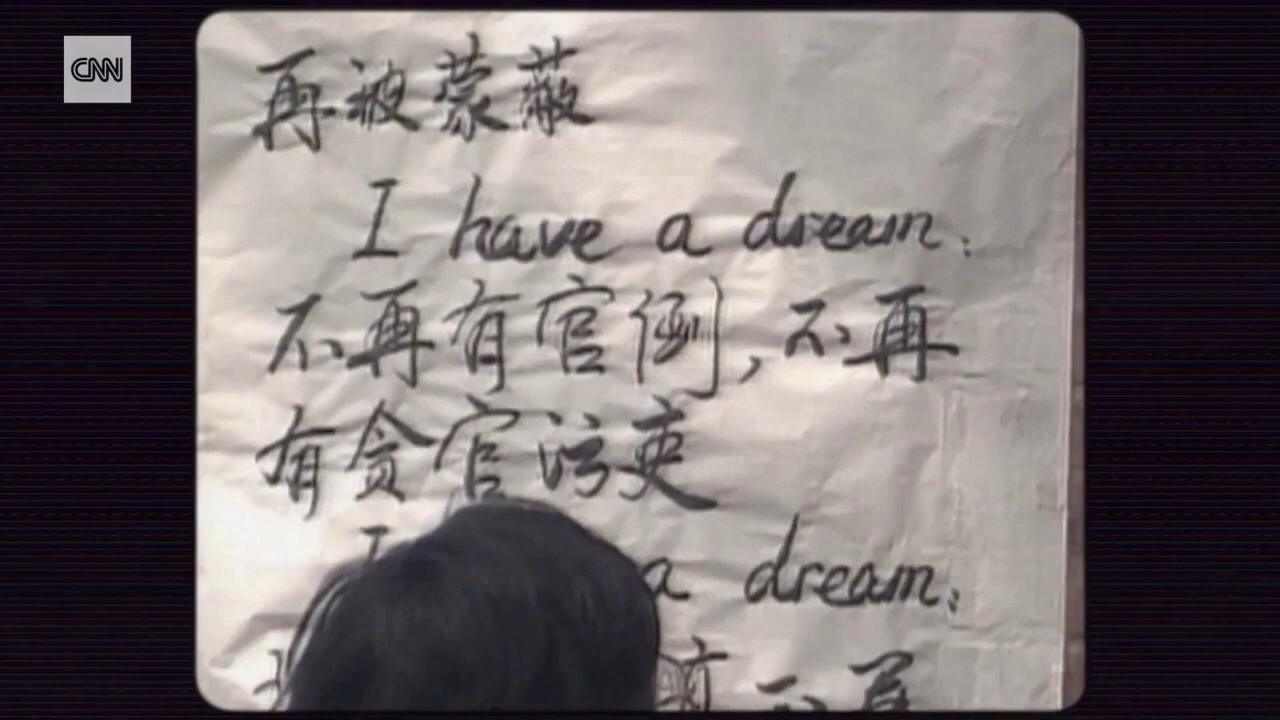 CNN
再被蒙蔽
I have a dream:
不再有官倒,不再
有贪官污吏
a dream: